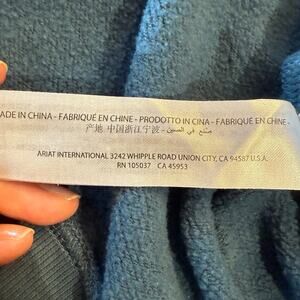 ADE IN CHINA - FABRIQUÉ EN CHINE - PRODOTTO IN CINA - FABRIQUÉ EN CHINE -
产地 中国浙江宁波 - صنع في الصين
ARIAT INTERNATIONAL 3242 WHIPPLE ROAD UNION CITY, CA 94587 U.S.A.
RN 105037 CA 45953